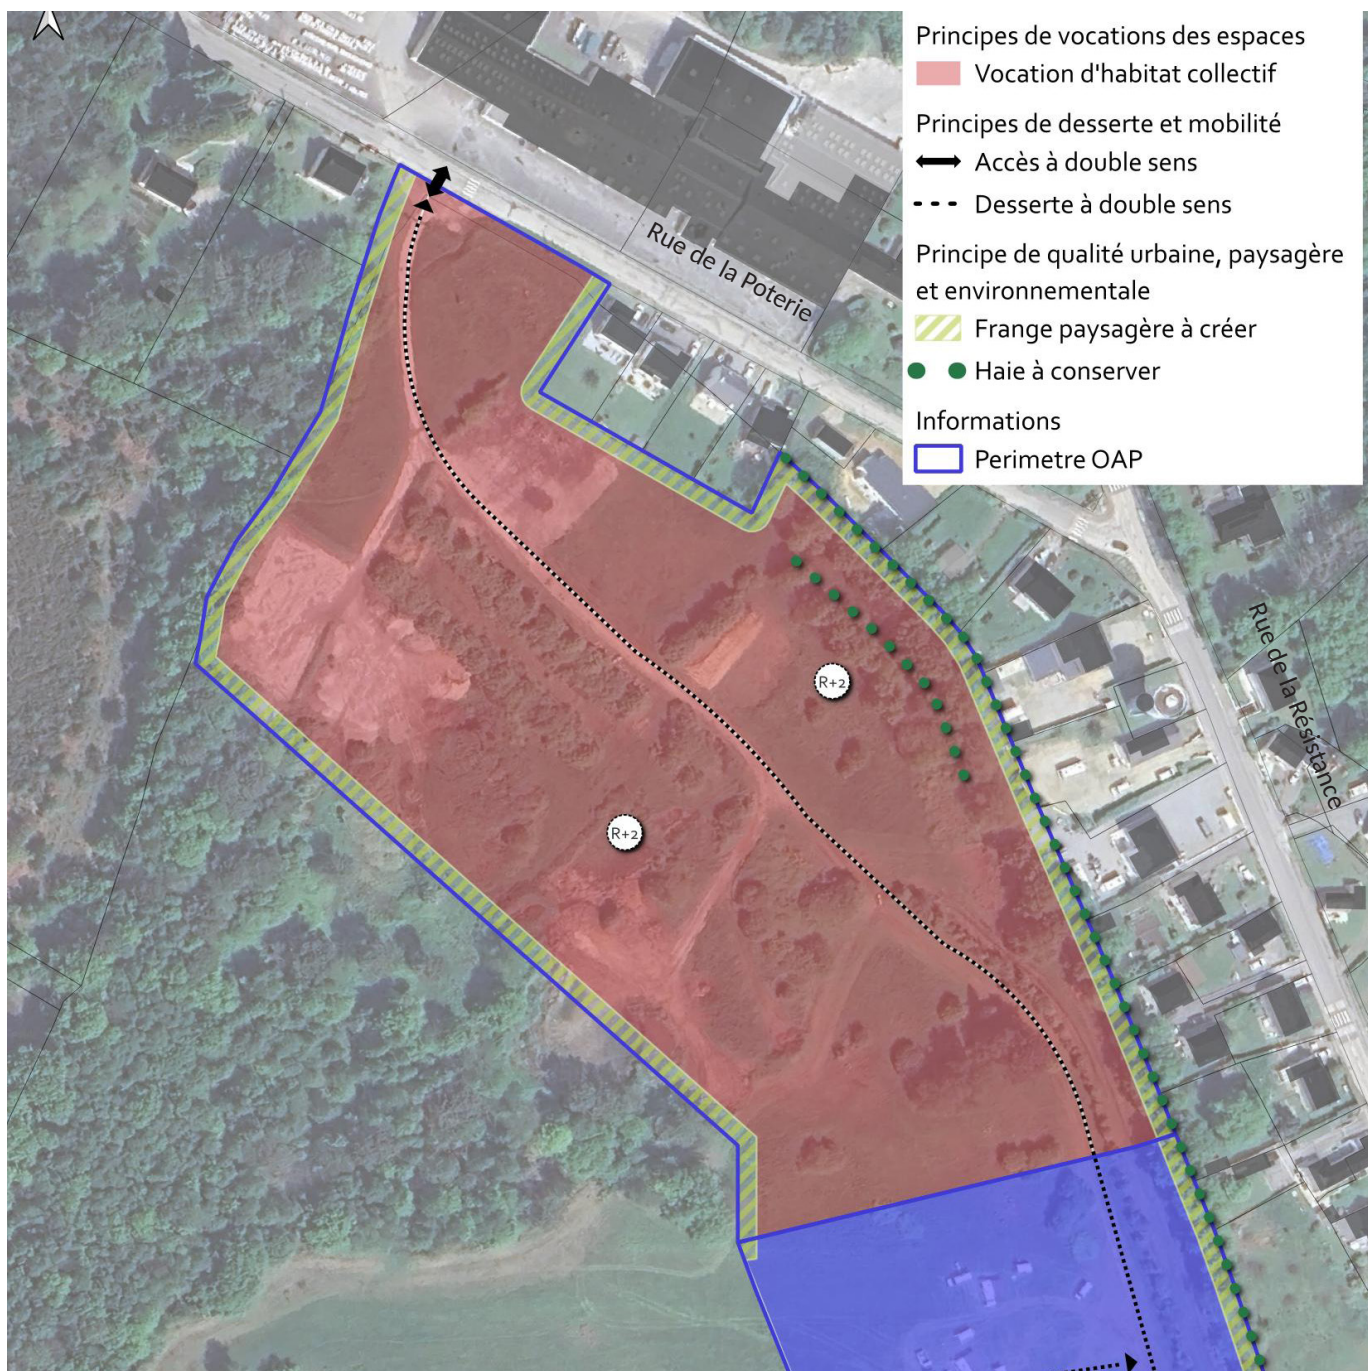 Principes de vocations des espaces
Vocation d'habitat collectif
Principes de desserte et mobilité
Accès à double sens
Desserte à double sens
Principe de qualité urbaine, paysagère
et environnementale
Frange paysagère à créer
Haie à conserver
Informations
Perimetre OAP
Rue de la Poterie
Rue de la Résistance
R+2
R+2